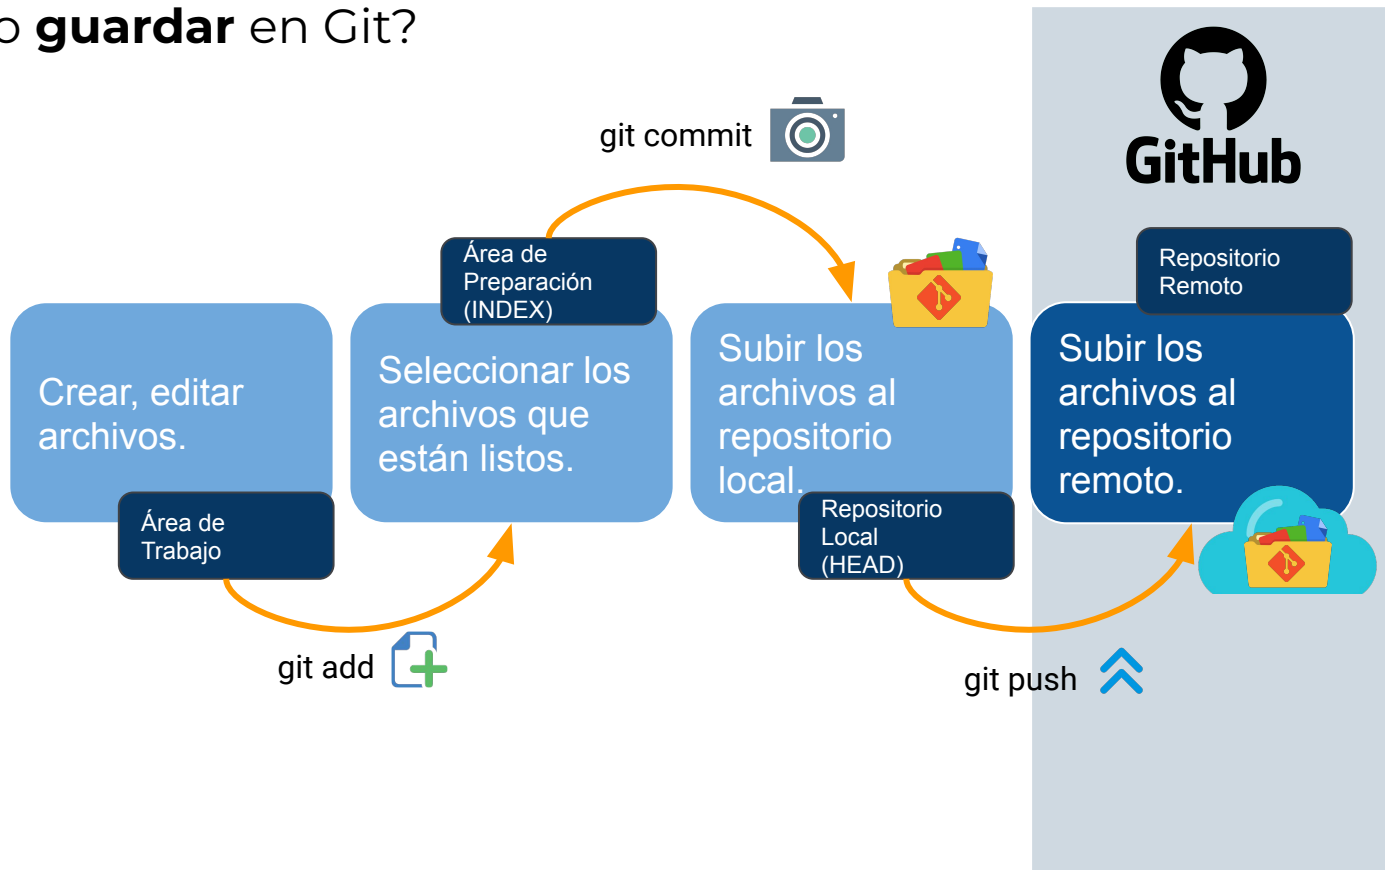 o guardar en Git?
git commit
GitHub
Área de
Preparación
(INDEX)
Repositorio
Remoto
Crear, editar
archivos.
Seleccionar los
archivos que
están listos.
Subir los
archivos al
repositorio
local.
Subir los
archivos al
repositorio
remoto.
Área de
Trabajo
Repositorio
Local
(HEAD)
git add
git push